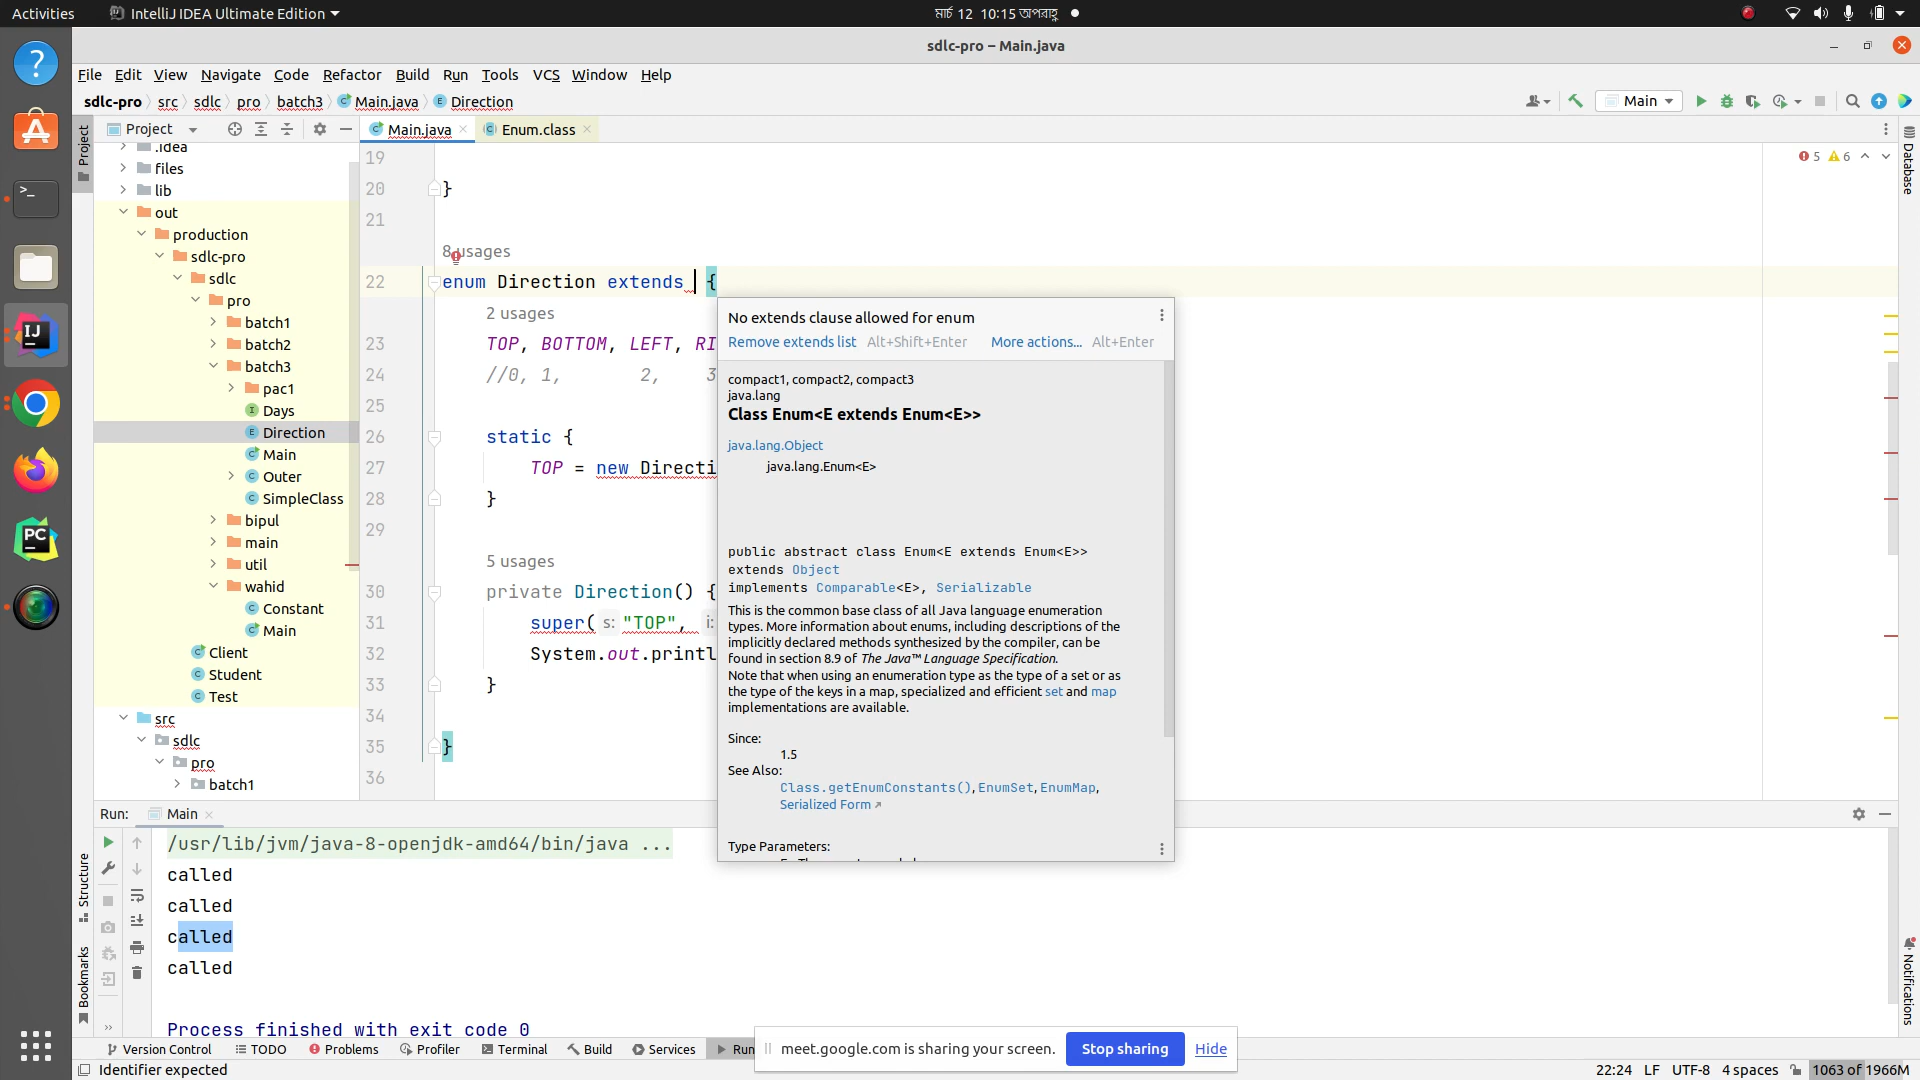 Activities IntelliJ IDEA Ultimate Edition মার্চ 12 10:15 অপরাহ্ণ
sdlc-pro – Main.java
File Edit View Navigate Code Refactor Build Run Tools VCS Window Help
sdlc-pro src sdlc pro batch3 Main.java Direction Main
Project Main.java Enum.class
Project
.idea
files
lib
out
production
sdlc-pro
sdlc
pro
batch1
batch2
batch3
pac1
Days
Direction
Main
Outer
SimpleClass
bipul
main
util
wahid
Constant
Main
Client
Student
Test
src
sdlc
pro
batch1
5 6
Database
19
20 }
21
8 usages
22 enum Direction extends {
2 usages
23 TOP, BOTTOM, LEFT, RI
24 //0, 1, 2, 3
25
26 static {
27 TOP = new Directi
28 }
29
5 usages
30 private Direction() {
31 super( s: "TOP", i:
32 System.out.printl
33 }
34
35 }
36
No extends clause allowed for enum
Remove extends list Alt+Shift+Enter More actions... Alt+Enter
compact1, compact2, compact3
java.lang
Class Enum<E extends Enum<E>>
java.lang.Object
java.lang.Enum<E>
public abstract class Enum<E extends Enum<E>>
extends Object
implements Comparable<E>, Serializable
This is the common base class of all Java language enumeration
types. More information about enums, including descriptions of the
implicitly declared methods synthesized by the compiler, can be
found in section 8.9 of The Java™ Language Specification.
Note that when using an enumeration type as the type of a set or as
the type of the keys in a map, specialized and efficient set and map
implementations are available.
Since:
1.5
See Also:
Class.getEnumConstants(), EnumSet, EnumMap,
Serialized Form
Type Parameters:
Run: Main
/usr/lib/jvm/java-8-openjdk-amd64/bin/java ...
called
called
called
called
Process finished with exit code 0
Structure
Bookmarks
Notifications
Version Control TODO Problems Profiler Terminal Build Services Run
meet.google.com is sharing your screen. Stop sharing Hide
Identifier expected 22:24 LF UTF-8 4 spaces 1063 of 1966M